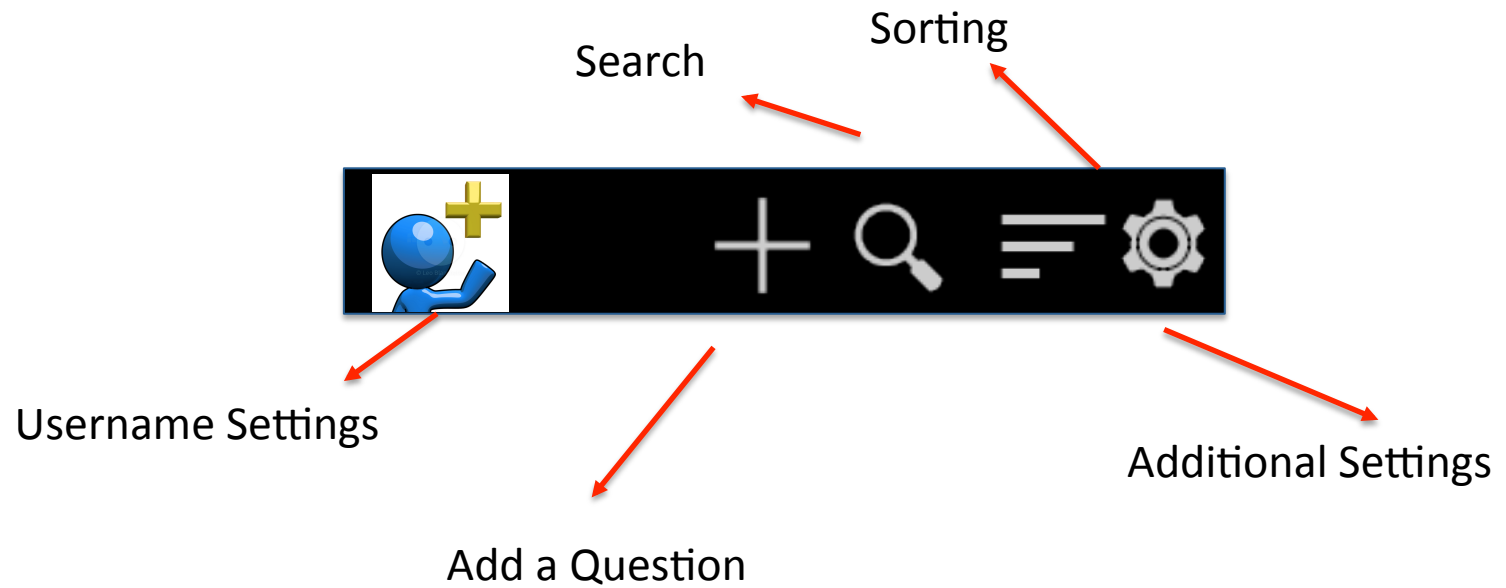 Sorting
Search
Username Settings
Additional Settings
Add a Question